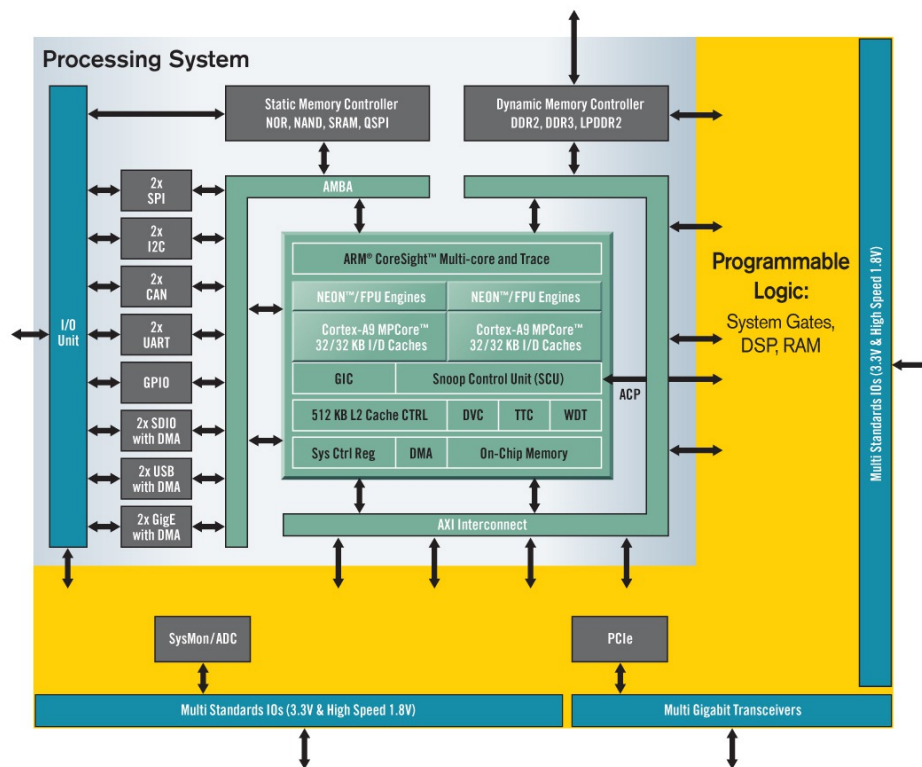 Processing System
Static Memory Controller
NOR, NAND, SRAM, QSPI
Dynamic Memory Controller
DDR2, DDR3, LPDDR2
AMBA
2x
SPI
2x
I2C
2x
CAN
2x
UART
GPIO
2x SDIO
with DMA
2x USB
with DMA
2x GigE
with DMA
I/O
Unit
ARM® CoreSight™ Multi-core and Trace
NEON™/FPU Engines
NEON™/FPU Engines
Cortex-A9 MPCore™
32/32 KB I/D Caches
Cortex-A9 MPCore™
32/32 KB I/D Caches
GIC
Snoop Control Unit (SCU)
ACP
512 KB L2 Cache CTRL
DVC
TTC
WDT
Sys Ctrl Reg
DMA
On-Chip Memory
AXI Interconnect
Programmable
Logic:
System Gates,
DSP, RAM
Multi Standards IOs (3.3V & High Speed 1.8V)
SysMon/ADC
PCIe
Multi Standards IOs (3.3V & High Speed 1.8V)
Multi Gigabit Transceivers